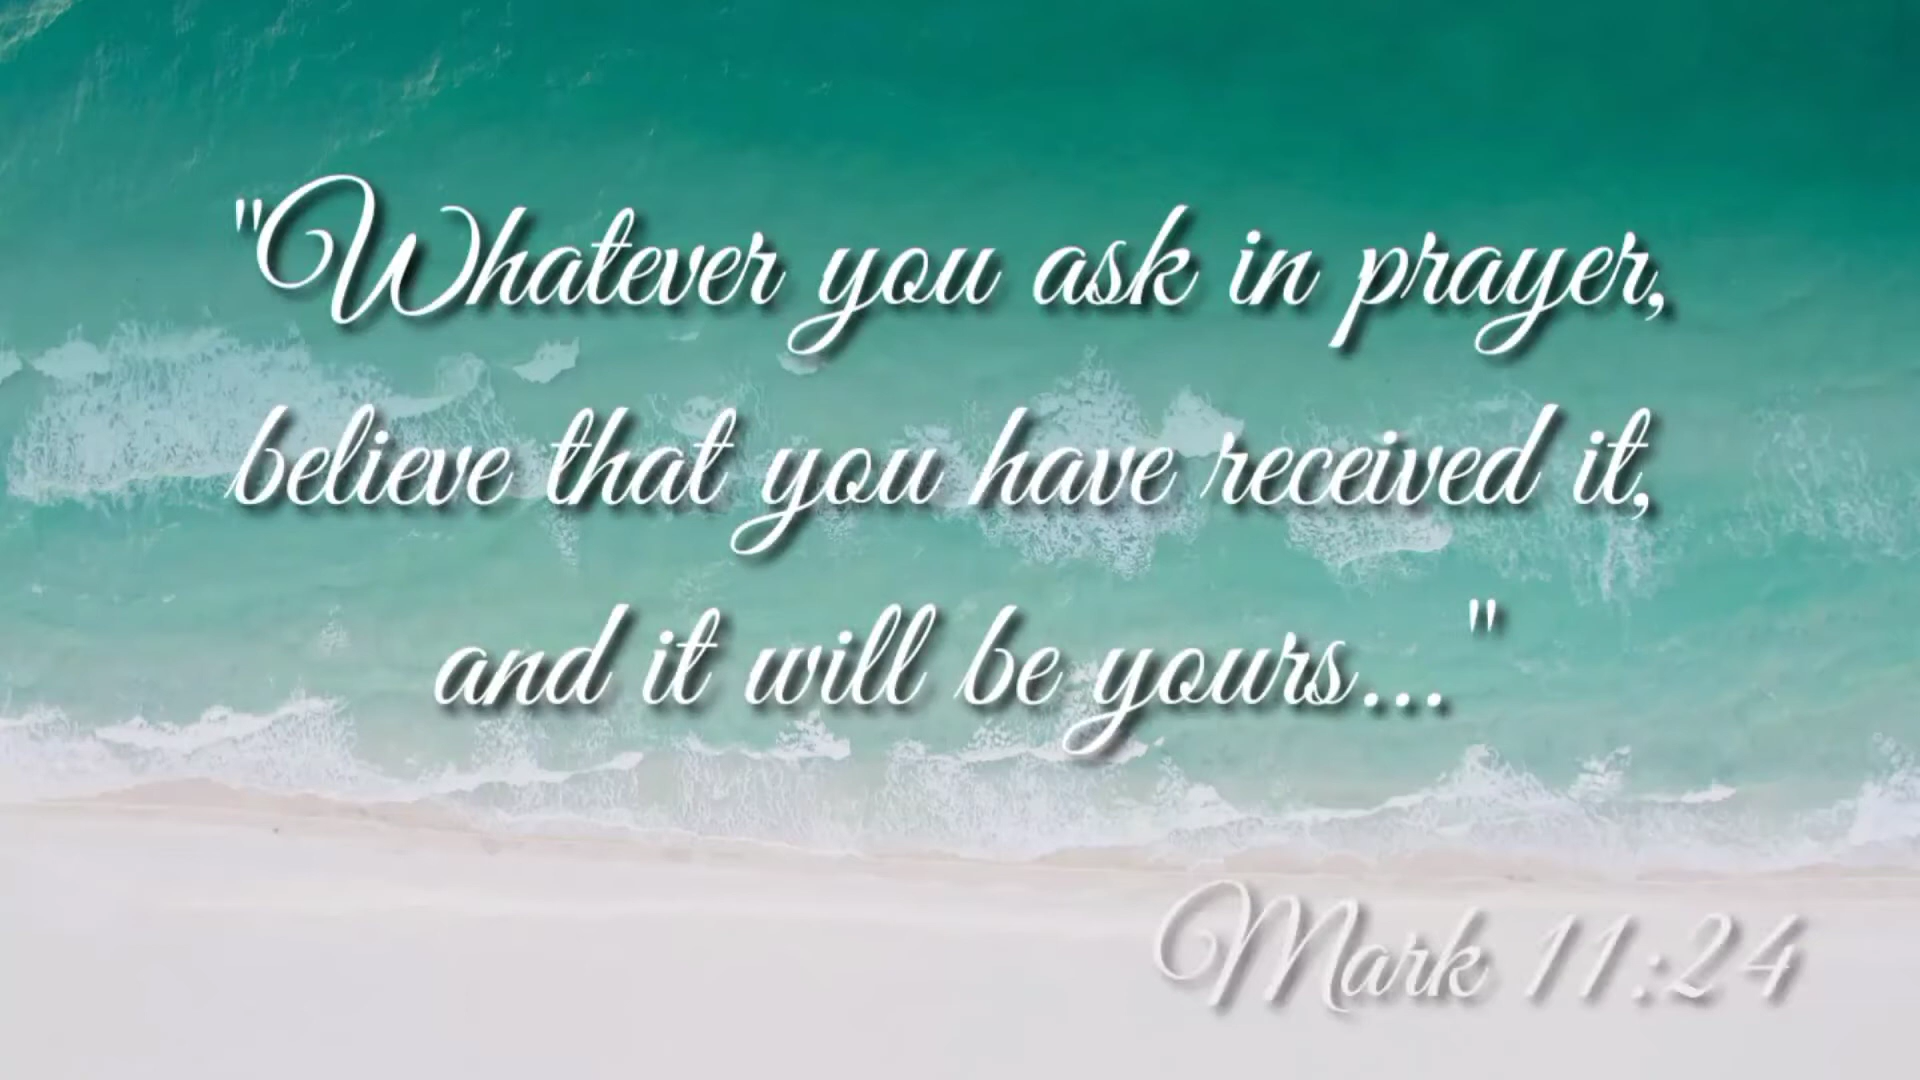 "Whatever you ask in prayer,
believe that you have received it,
and it will be yours..."
Mark 11:24